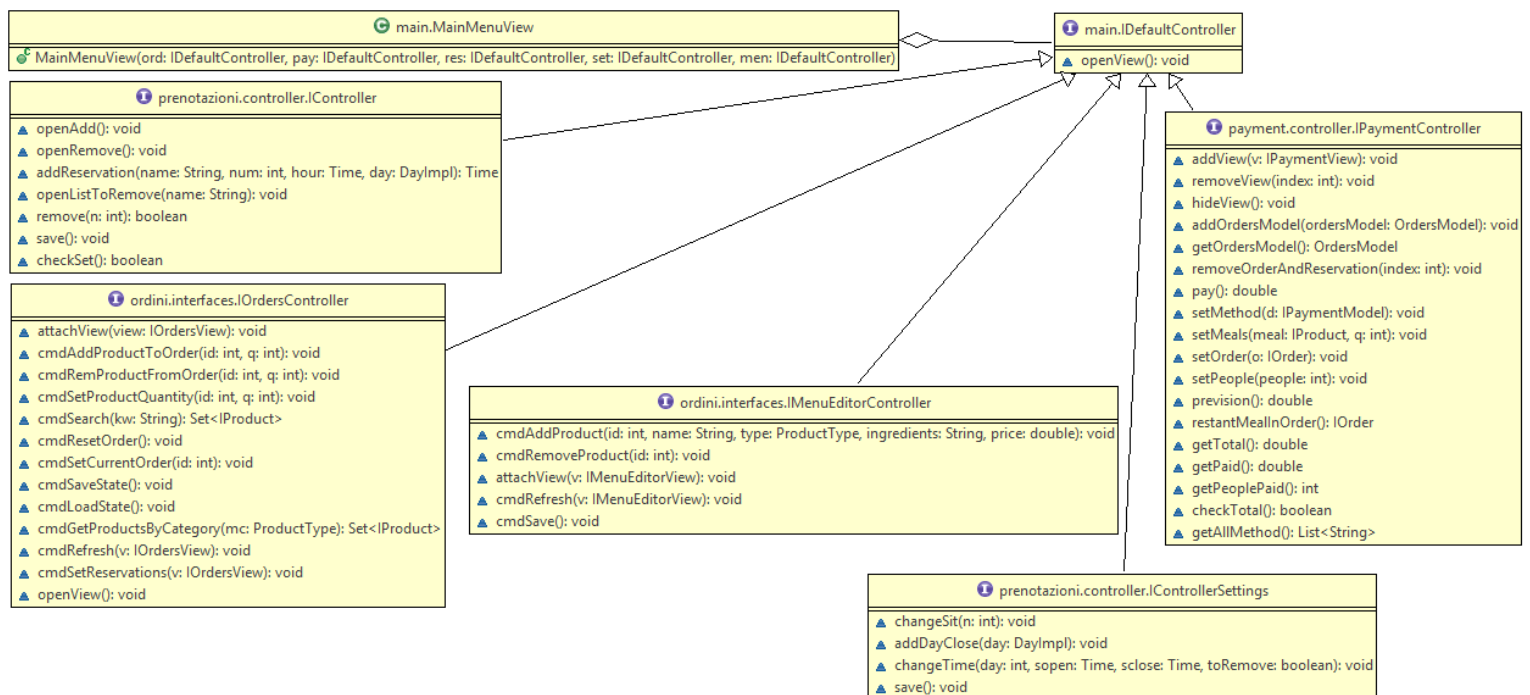 main.MainMenuView
MainMenuView(ord: IDefaultController, pay: IDefaultController, res: IDefaultController, set: IDefaultController, men: IDefaultController)
main.IDefaultController
openView(): void
prenotazioni.controller.IController
openAdd(): void
openRemove(): void
addReservation(name: String, num: int, hour: Time, day: DayImpl): Time
openListToRemove(name: String): void
remove(n: int): boolean
save(): void
checkSet(): boolean
payment.controller.IPaymentController
addView(v: IPaymentView): void
removeView(index: int): void
hideView(): void
addOrdersModel(ordersModel: OrdersModel): void
getOrdersModel(): OrdersModel
removeOrderAndReservation(index: int): void
pay(): double
setMethod(d: IPaymentModel): void
setMeals(meal: IProduct, q: int): void
setOrder(o: IOrder): void
setPeople(people: int): void
prevision(): double
restantMealInOrder(): IOrder
getTotal(): double
getPaid(): double
getPeoplePaid(): int
checkTotal(): boolean
getAllMethod(): List<String>
ordini.interfaces.IOrdersController
attachView(view: IOrdersView): void
cmdAddProductToOrder(id: int, q: int): void
cmdRemProductFromOrder(id: int, q: int): void
cmdSetProductQuantity(id: int, q: int): void
cmdSearch(kw: String): Set<IProduct>
cmdResetOrder(): void
cmdSetCurrentOrder(id: int): void
cmdSaveState(): void
cmdLoadState(): void
cmdGetProductsByCategory(mc: ProductType): Set<IProduct>
cmdRefresh(v: IOrdersView): void
cmdSetReservations(v: IOrdersView): void
openView(): void
ordini.interfaces.IMenuEditorController
cmdAddProduct(id: int, name: String, type: ProductType, ingredients: String, price: double): void
cmdRemoveProduct(id: int): void
attachView(v: IMenuEditorView): void
cmdRefresh(v: IMenuEditorView): void
cmdSave(): void
prenotazioni.controller.IControllerSettings
changeSit(n: int): void
addDayClose(day: DayImpl): void
changeTime(day: int, sopen: Time, sclose: Time, toRemove: boolean): void
save(): void